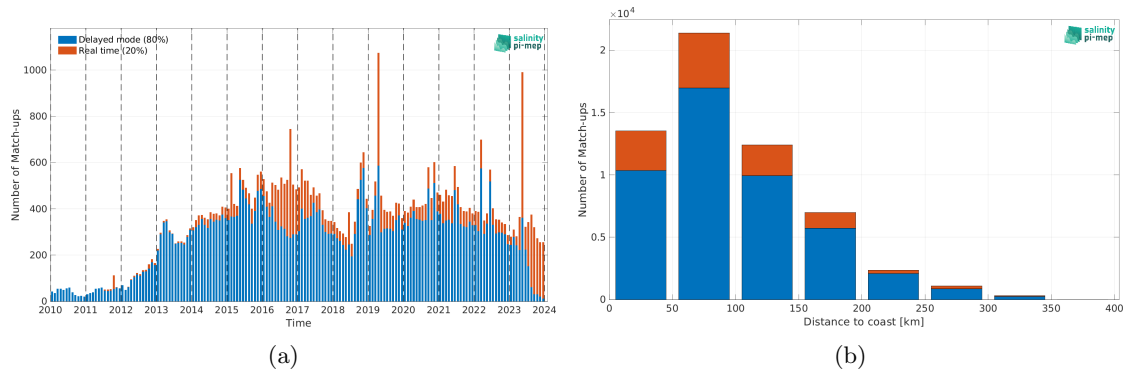 Delayed mode (80%)
Real time (20%)
salinity
pi-mep
1000
800
600
400
200
0
Number of Match-ups
2010 2011 2012 2013 2014 2015 2016 2017 2018 2019 2020 2021 2022 2023 2024
Time
(a)
×10⁴
salinity
pi-mep
2
1.5
1
0.5
0
Number of Match-ups
0 50 100 150 200 250 300 350 400
Distance to coast [km]
(b)